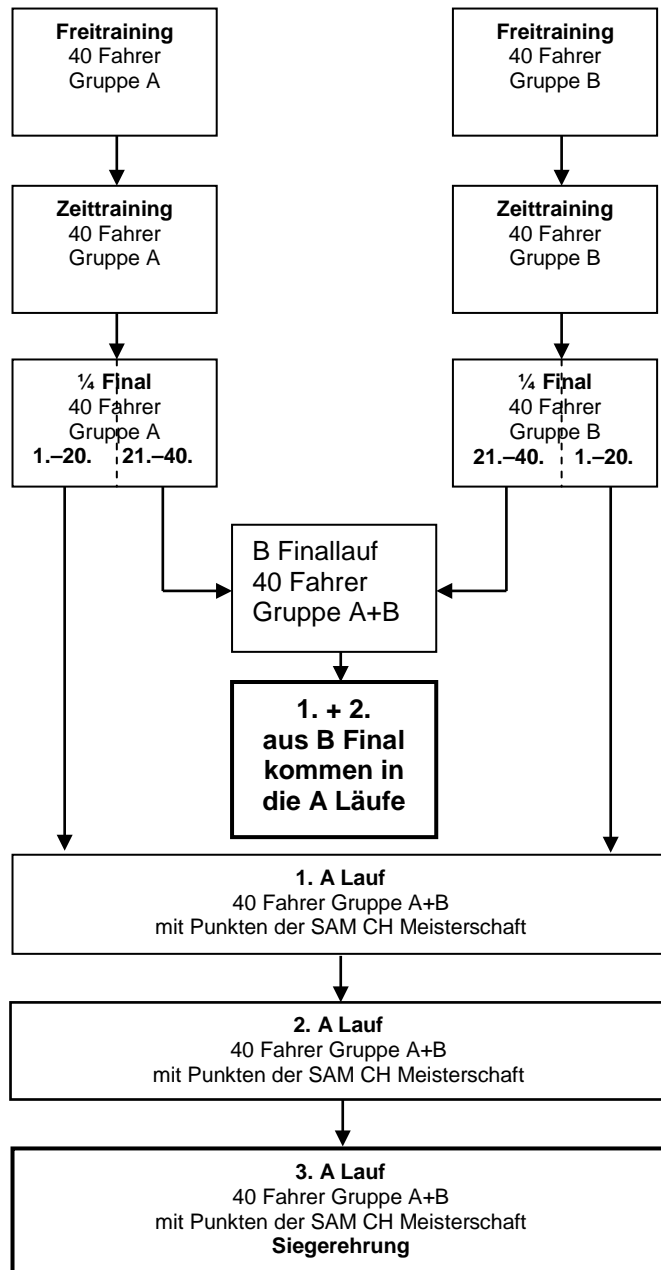 Freitraining
40 Fahrer
Gruppe A
Freitraining
40 Fahrer
Gruppe B
Zeittraining
40 Fahrer
Gruppe A
Zeittraining
40 Fahrer
Gruppe B
¼ Final
40 Fahrer
Gruppe A
1.–20. 21.–40.
¼ Final
40 Fahrer
Gruppe B
21.–40. 1.–20.
B Finallauf
40 Fahrer
Gruppe A+B
1. + 2.
aus B Final
kommen in
die A Läufe
1. A Lauf
40 Fahrer Gruppe A+B
mit Punkten der SAM CH Meisterschaft
2. A Lauf
40 Fahrer Gruppe A+B
mit Punkten der SAM CH Meisterschaft
3. A Lauf
40 Fahrer Gruppe A+B
mit Punkten der SAM CH Meisterschaft
Siegerehrung